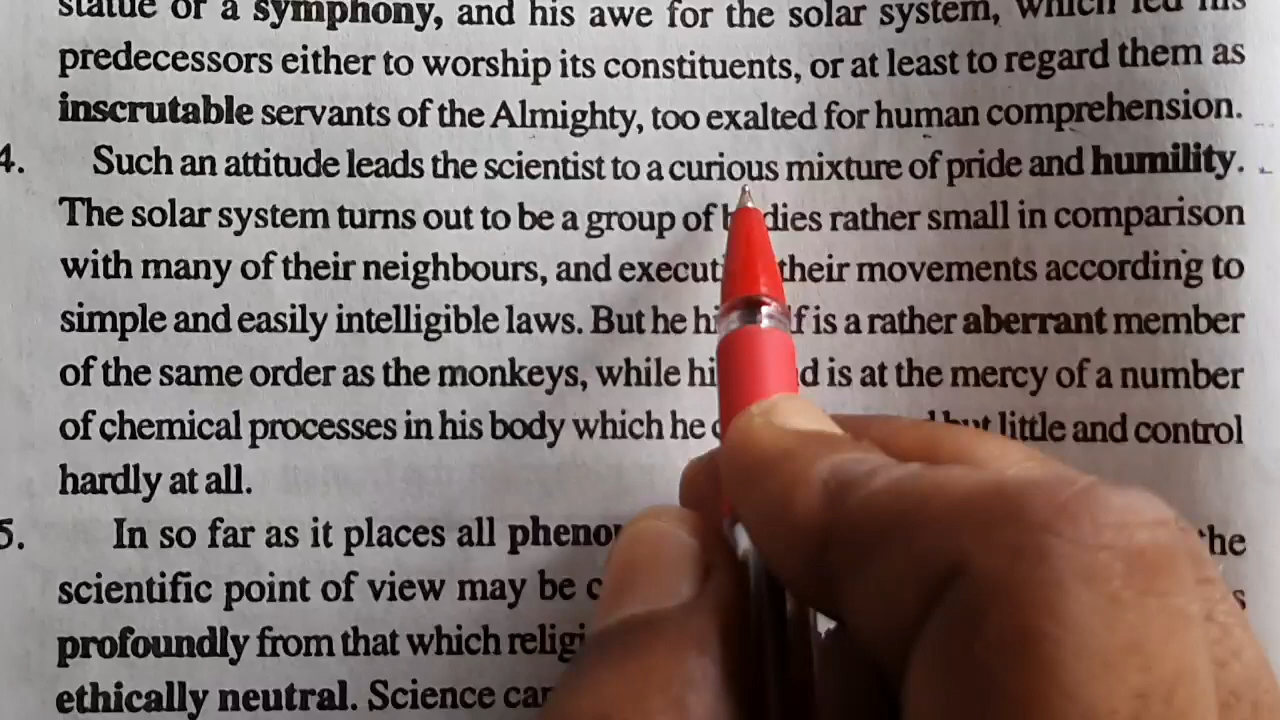 statue of a symphony, and his awe for the solar system, which led his
predecessors either to worship its constituents, or at least to regard them as
inscrutable servants of the Almighty, too exalted for human comprehension.
4. Such an attitude leads the scientist to a curious mixture of pride and humility.
The solar system turns out to be a group of bodies rather small in comparison
with many of their neighbours, and execut their movements according to
simple and easily intelligible laws. But he hi f is a rather aberrant member
of the same order as the monkeys, while hi d is at the mercy of a number
of chemical processes in his body which he but little and control
hardly at all.
5. In so far as it places all pheno the
scientific point of view may be c s
profoundly from that which religi
ethically neutral. Science can